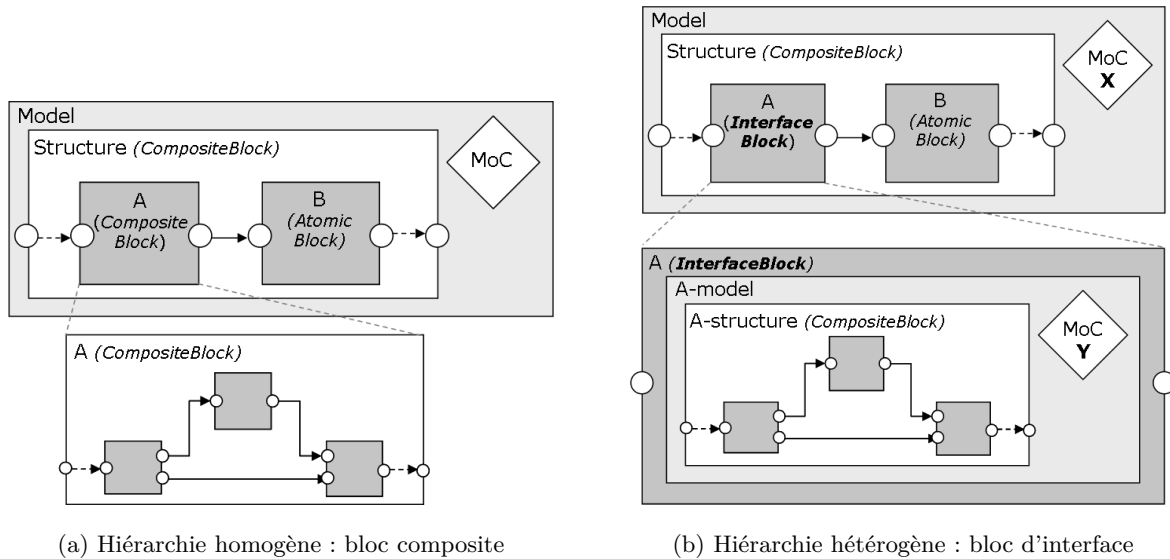 Model
Structure (CompositeBlock)
MoC
A
(Composite
Block)
B
(Atomic
Block)
A (CompositeBlock)
(a) Hiérarchie homogène : bloc composite
Model
Structure (CompositeBlock)
MoC
X
A
(Interface
Block)
B
(Atomic
Block)
A (InterfaceBlock)
A-model
A-structure (CompositeBlock)
MoC
Y
(b) Hiérarchie hétérogène : bloc d'interface